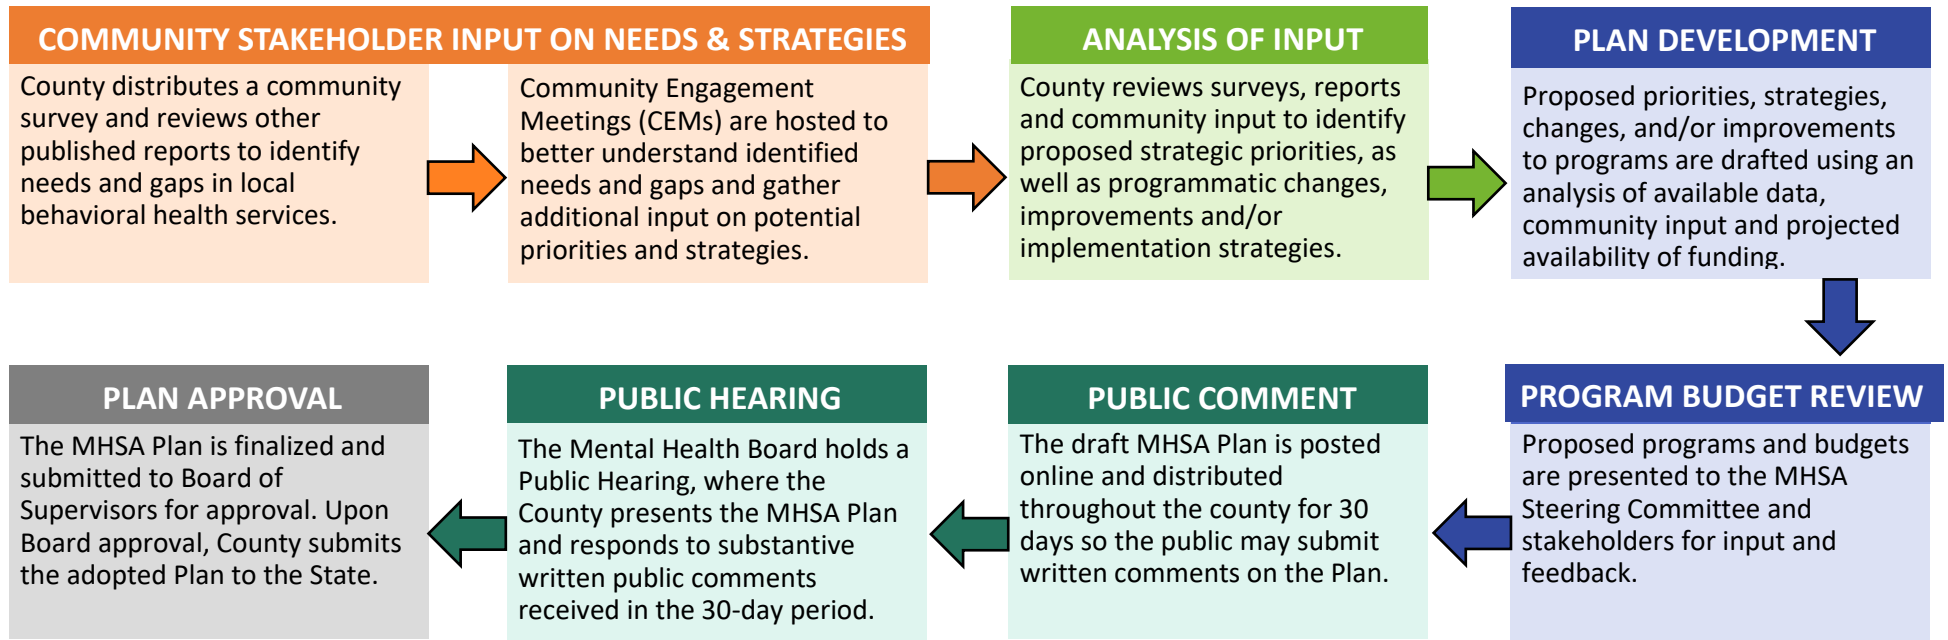 COMMUNITY STAKEHOLDER INPUT ON NEEDS & STRATEGIES
County distributes a community
survey and reviews other
published reports to identify
needs and gaps in local
behavioral health services.
Community Engagement
Meetings (CEMs) are hosted to
better understand identified
needs and gaps and gather
additional input on potential
priorities and strategies.
ANALYSIS OF INPUT
County reviews surveys, reports
and community input to identify
proposed strategic priorities, as
well as programmatic changes,
improvements and/or
implementation strategies.
PLAN DEVELOPMENT
Proposed priorities, strategies,
changes, and/or improvements
to programs are drafted using an
analysis of available data,
community input and projected
availability of funding.
PROGRAM BUDGET REVIEW
Proposed programs and budgets
are presented to the MHSA
Steering Committee and
stakeholders for input and
feedback.
PUBLIC COMMENT
The draft MHSA Plan is posted
online and distributed
throughout the county for 30
days so the public may submit
written comments on the Plan.
PUBLIC HEARING
The Mental Health Board holds a
Public Hearing, where the
County presents the MHSA Plan
and responds to substantive
written public comments
received in the 30-day period.
PLAN APPROVAL
The MHSA Plan is finalized and
submitted to Board of
Supervisors for approval. Upon
Board approval, County submits
the adopted Plan to the State.